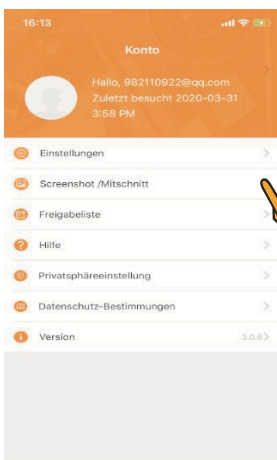 16:13
Konto
Hallo, 982110922@qq.com
Zuletzt besucht 2020-03-31
3:58 PM
Einstellungen
Screenshot /Mitschnitt
Freigabeliste
Hilfe
Privatsphäreeinstellung
Datenschutz-Bestimmungen
Version 3.0.8